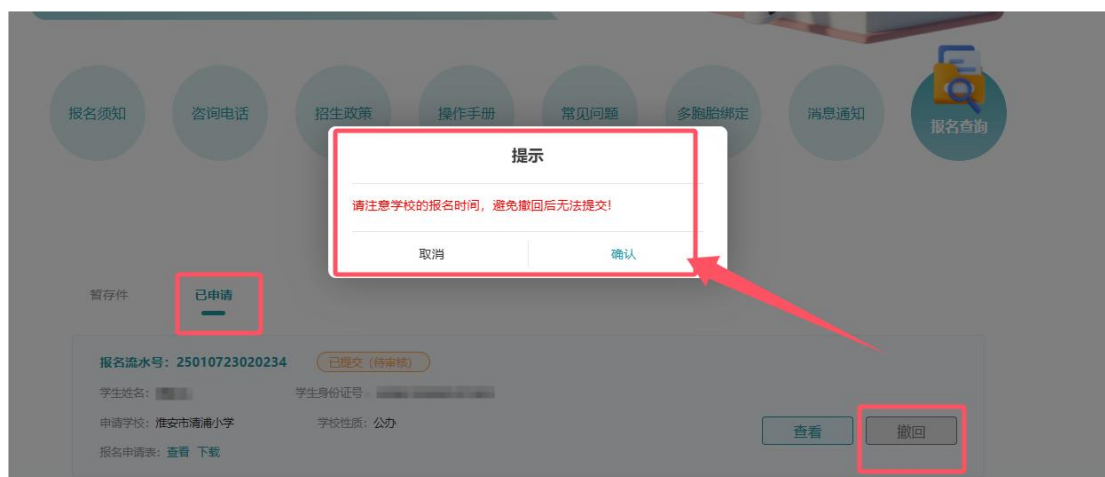 报名须知 咨询电话 招生政策 操作手册 常见问题 多胞胎绑定 消息通知 报名查询
提示
请注意学校的报名时间，避免撤回后无法提交!
取消 确认
暂存件 已申请
报名流水号：25010723020234 已提交（待审核）
学生姓名： 学生身份证号：
申请学校：淮安市清浦小学 学校性质：公办
查看 撤回
报名申请表：查看 下载